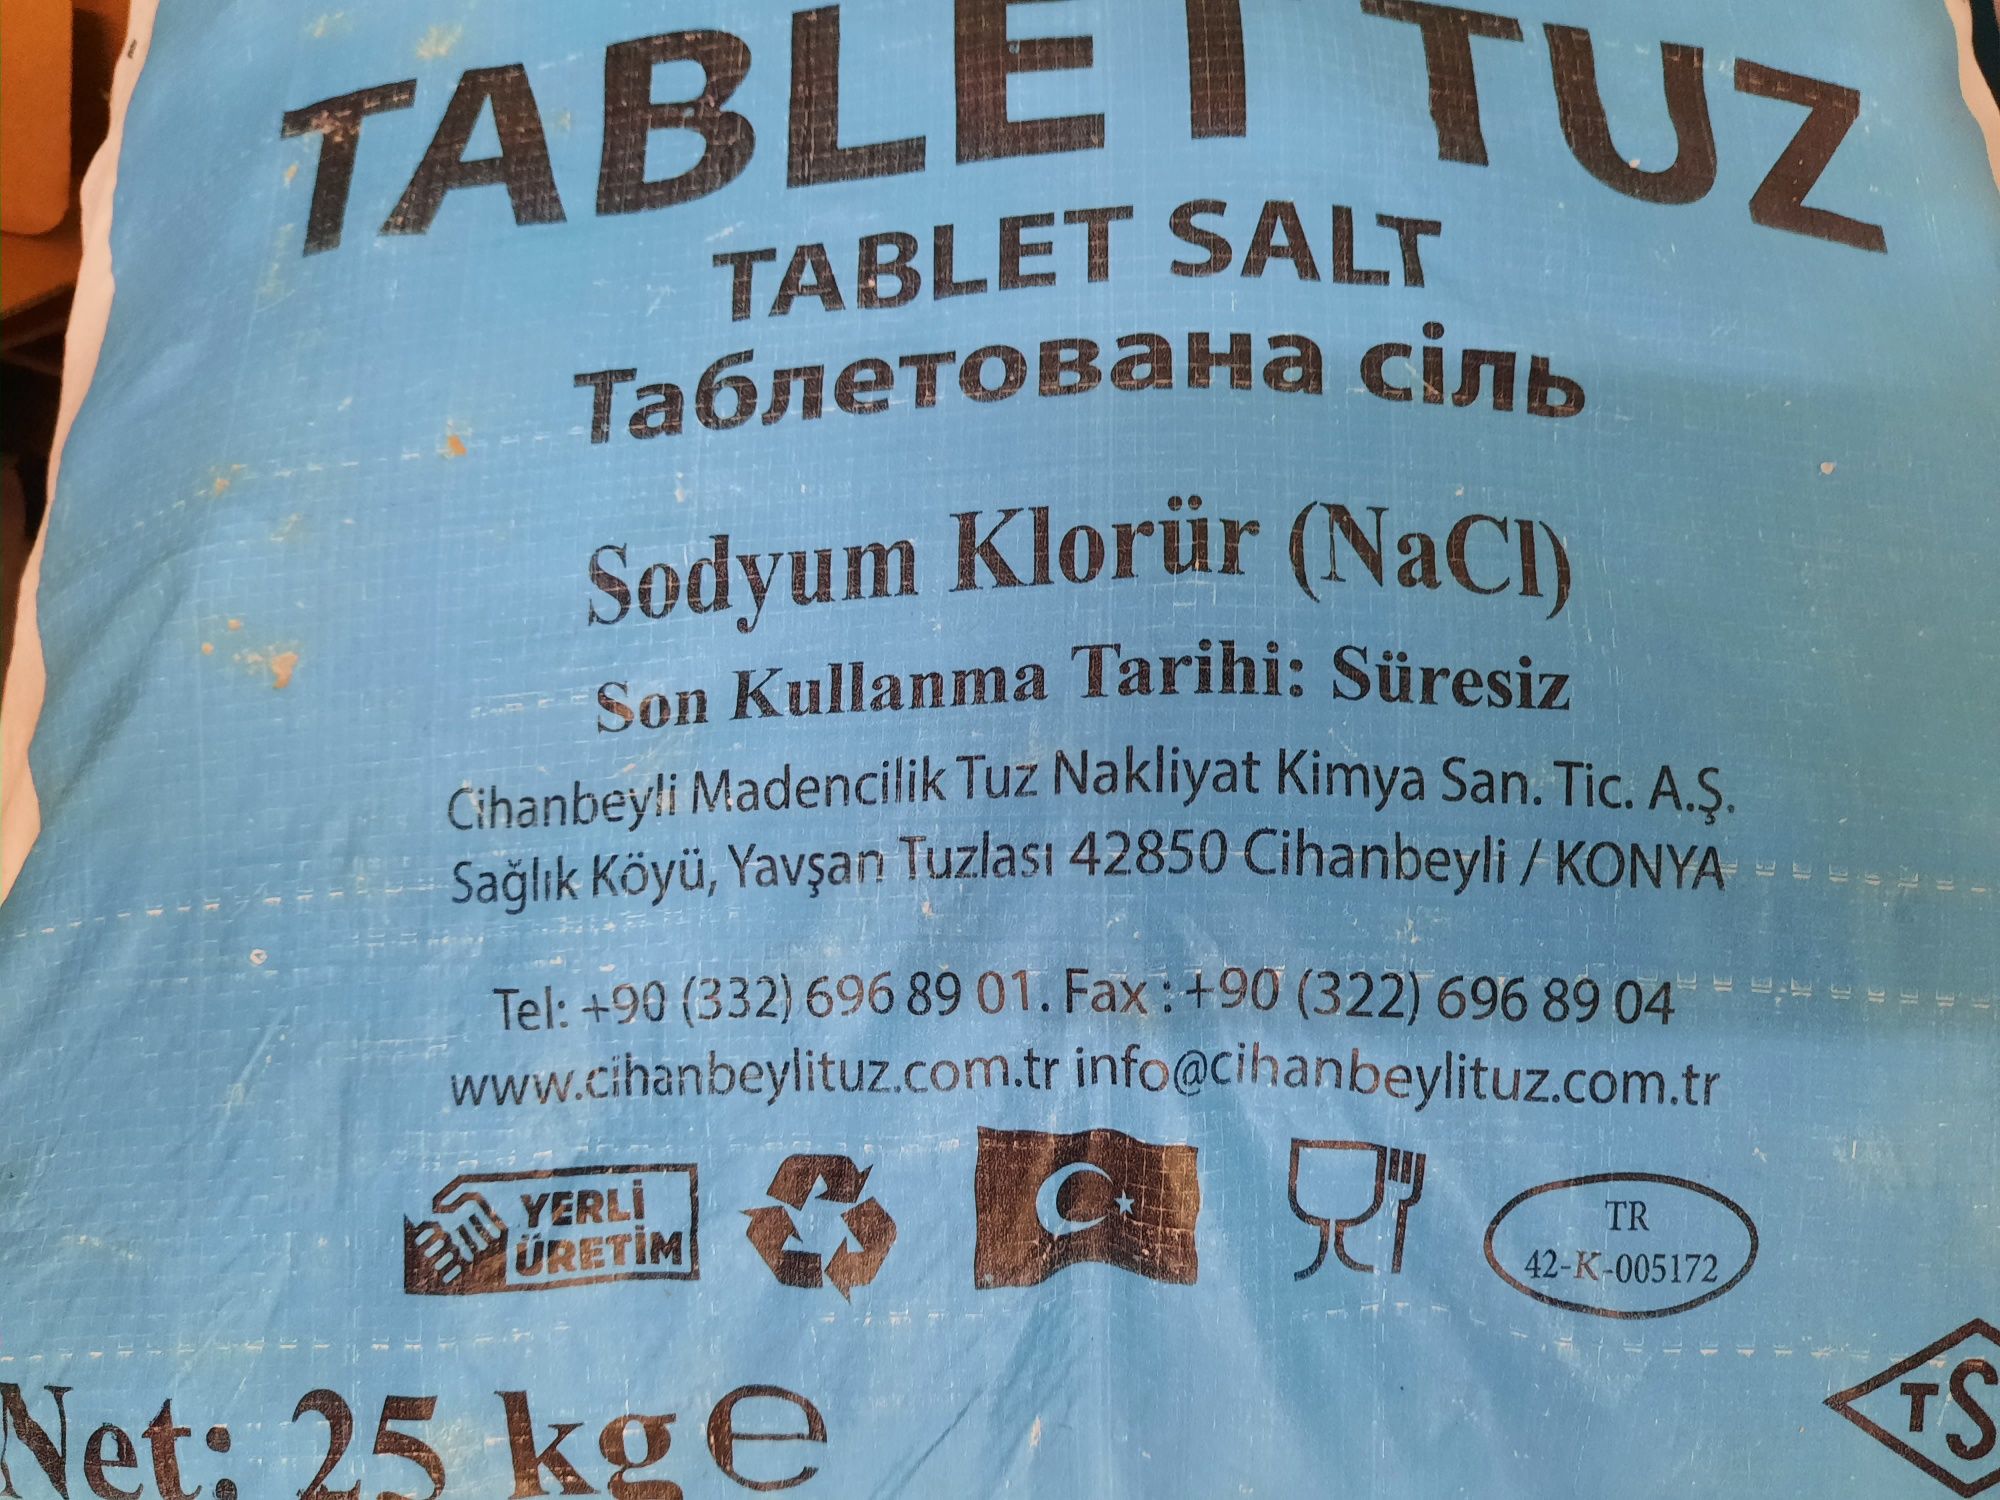 TABLET TUZ
TABLET SALT
Таблетована сіль
Sodyum Klorür (NaCl)
Son Kullanma Tarihi: Süresiz
Cihanbeyli Madencilik Tuz Nakliyat Kimya San. Tic. A.Ş.
Sağlık Köyü, Yavşan Tuzlası 42850 Cihanbeyli / KONYA
Tel: +90 (332) 696 89 01. Fax : +90 (322) 696 89 04
www.cihanbeylituz.com.tr info@cihanbeylituz.com.tr
YERLİ
ÜRETİM
TR
42-K-005172
Net: 25 kg e
TS